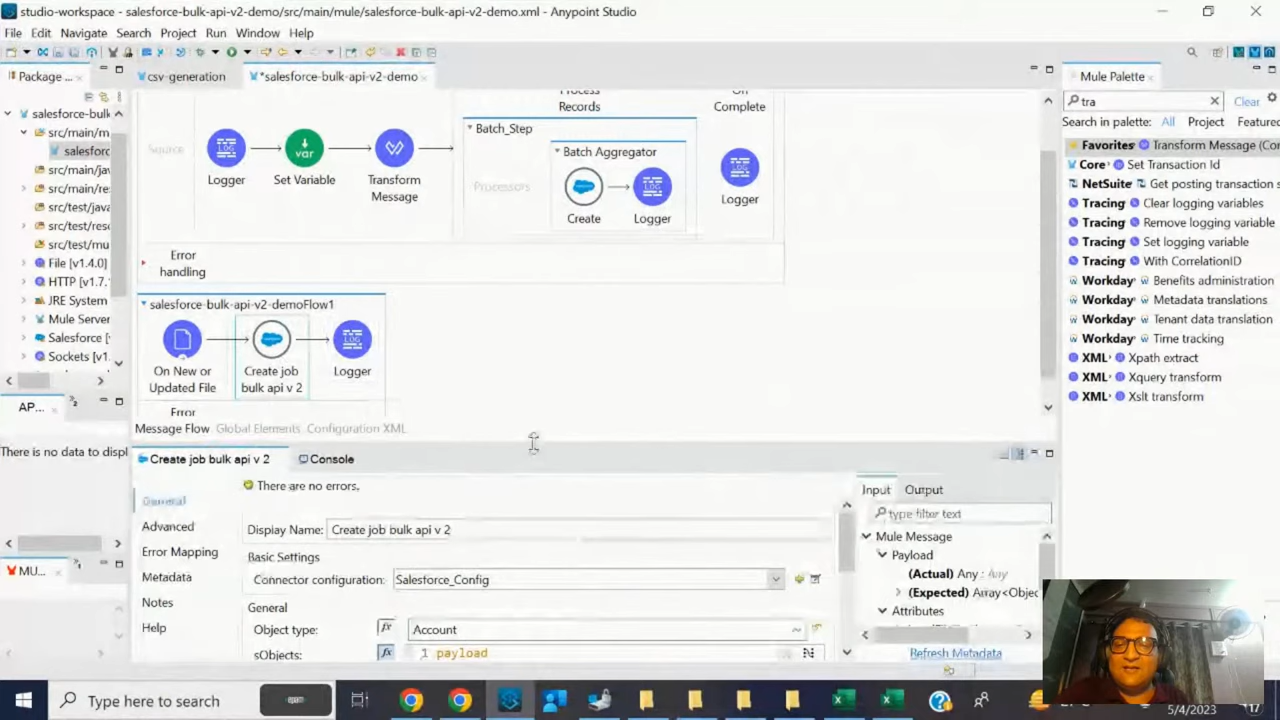 studio-workspace - salesforce-bulk-api-v2-demo/src/main/mule/salesforce-bulk-api-v2-demo.xml - Anypoint Studio
File Edit Navigate Search Project Run Window Help
Package ...
csv-generation
*salesforce-bulk-api-v2-demo
Mule Palette
tra
Clear
Search in palette: All Project Featured
salesforce-bulk
src/main/m
salesforc
src/main/jav
src/main/res
src/test/java
src/test/reso
src/test/mu
File [v1.4.0]
HTTP [v1.7.
JRE System
Mule Server
Salesforce [v
Sockets [v1.
Process
Records
On
Complete
Source
Logger
Set Variable
Transform
Message
Batch_Step
Processors
Batch Aggregator
Create
Logger
Logger
Error
handling
salesforce-bulk-api-v2-demoFlow1
On New or
Updated File
Create job
bulk api v 2
Logger
Error
Message Flow Global Elements Configuration XML
Favorites Transform Message (Cor
Core Set Transaction Id
NetSuite Get posting transaction s
Tracing Clear logging variables
Tracing Remove logging variable
Tracing Set logging variable
Tracing With CorrelationID
Workday Benefits administration
Workday Metadata translations
Workday Tenant data translation
Workday Time tracking
XML Xpath extract
XML Xquery transform
XML Xslt transform
AP...
There is no data to displ
MU...
Create job bulk api v 2
Console
There are no errors.
General
Advanced
Error Mapping
Metadata
Notes
Help
Display Name: Create job bulk api v 2
Basic Settings
Connector configuration: Salesforce_Config
General
Object type: fx Account
sObjects: fx 1 payload
Input Output
type filter text
Mule Message
Payload
(Actual) Any : Any
(Expected) Array<Objec
Attributes
Refresh Metadata
Type here to search
5/4/2023
17